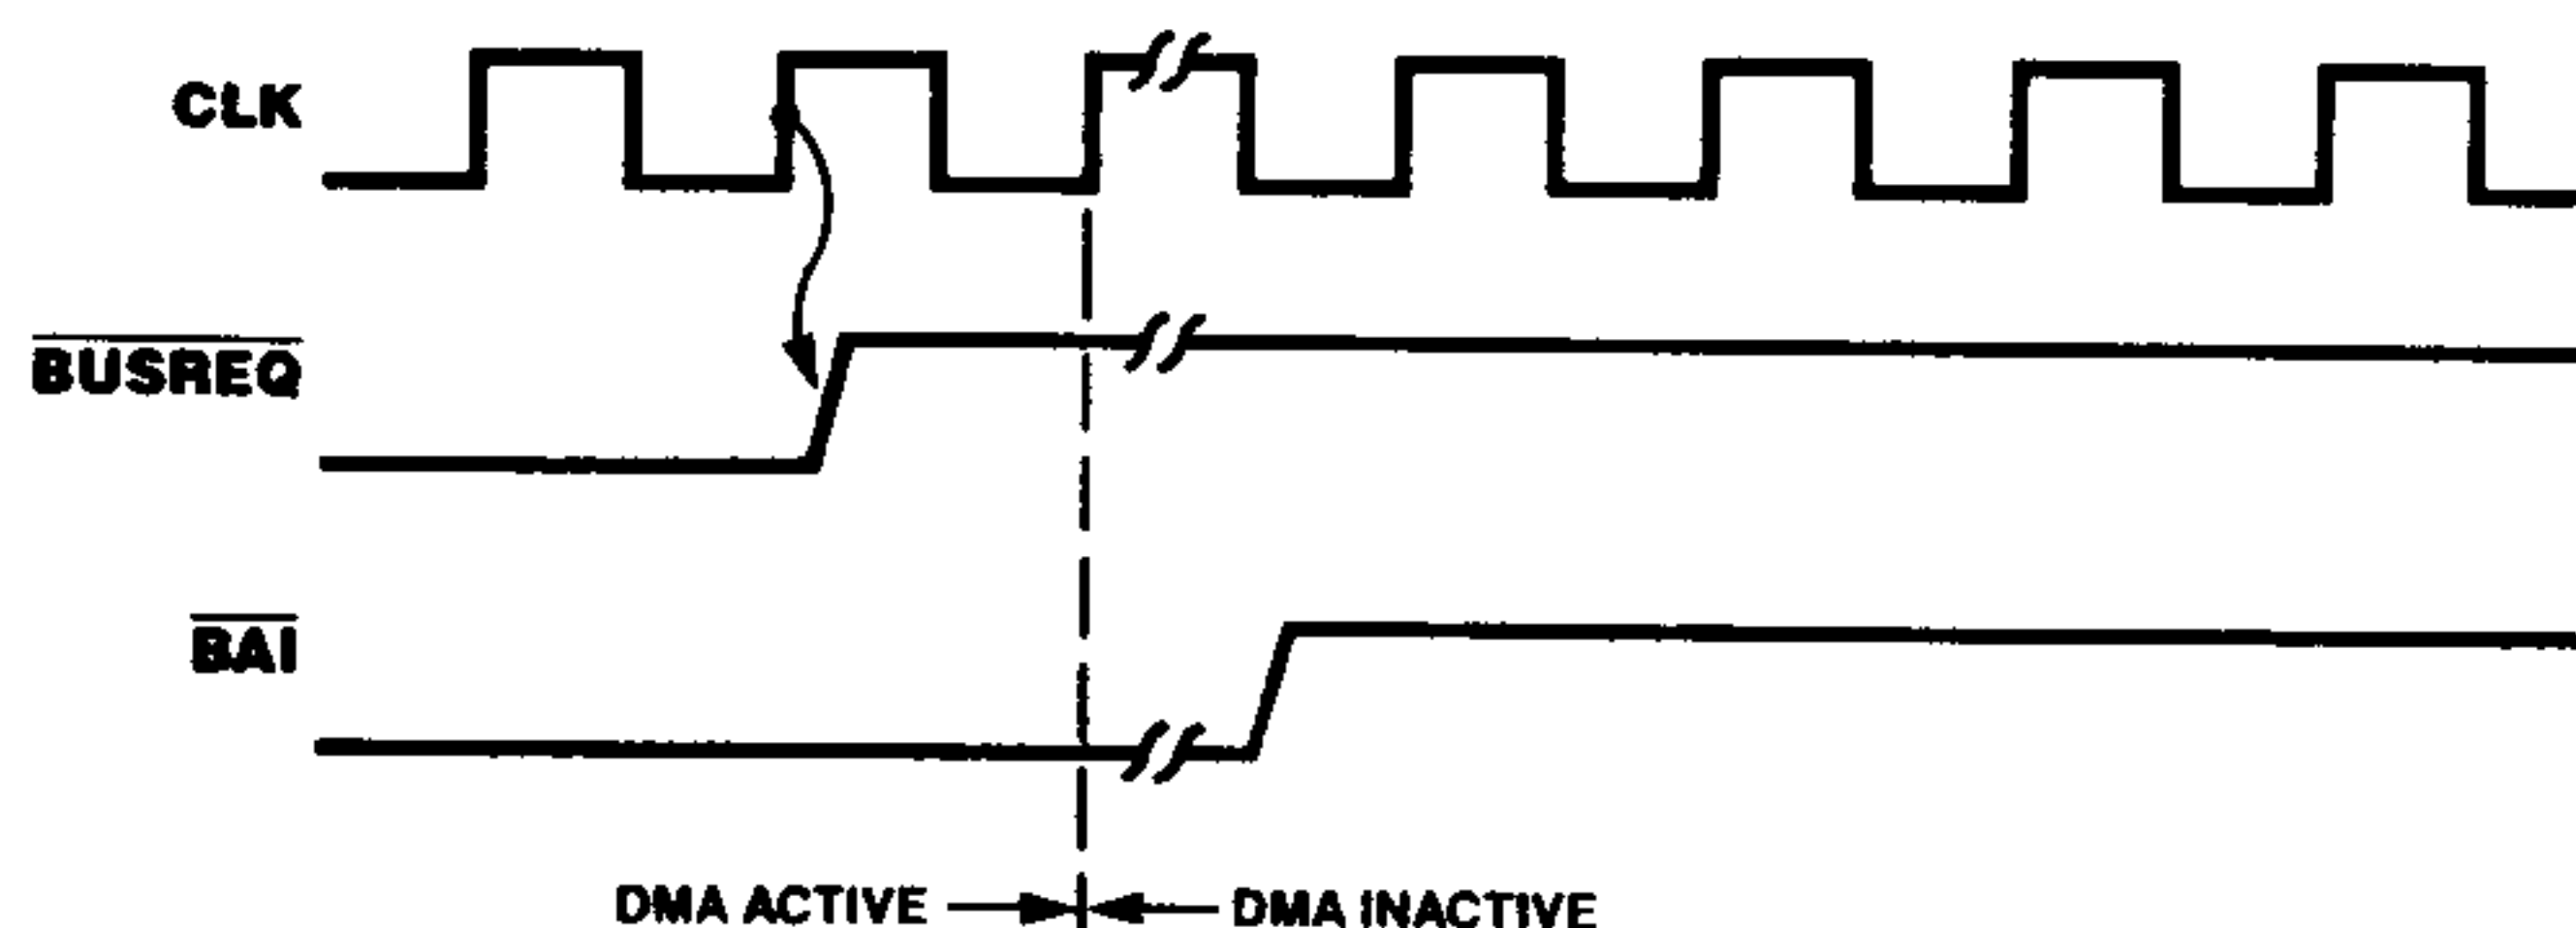 CLK
BUSREQ
BAI
DMA ACTIVE
DMA INACTIVE